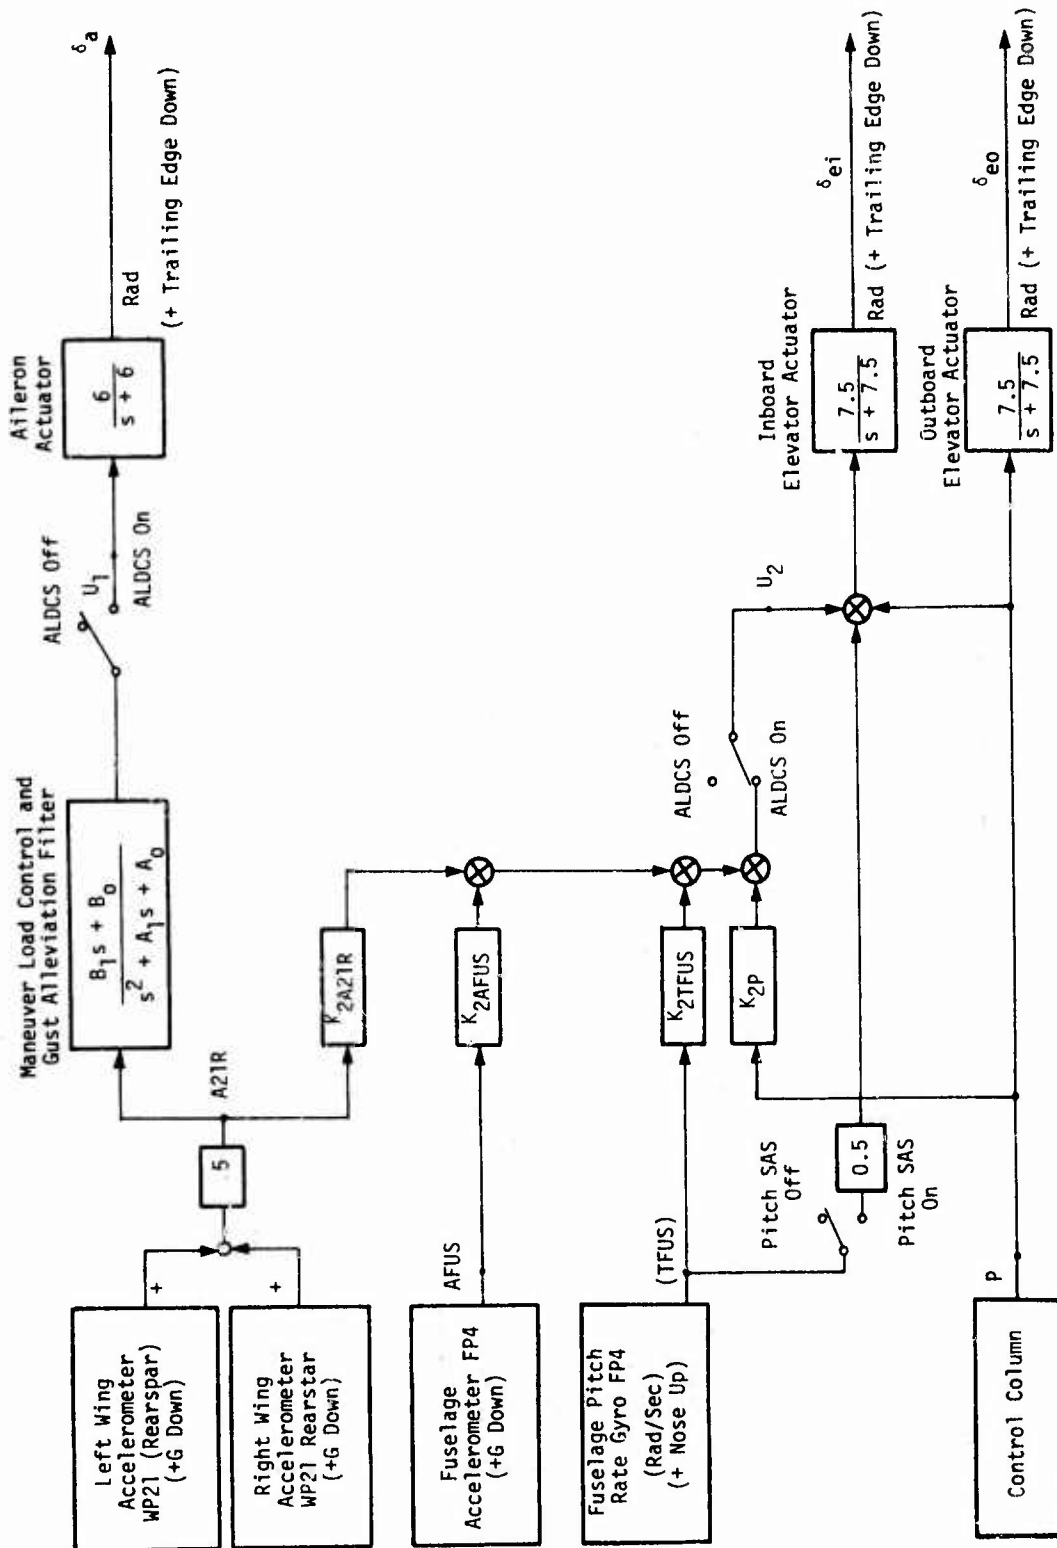 Left Wing
Accelerometer
WP21 (Rearspar)
(+G Down)
Right Wing
Accelerometer
WP21 Rearstar
(+G Down)
+
+
.5
A21R
Maneuver Load Control and
Gust Alleviation Filter
B₁s + B₀
s² + A₁s + A₀
ALDCS Off
U₁
ALDCS On
Aileron
Actuator
6
s + 6
δa
Rad
(+ Trailing Edge Down)
K2A21R
Fuselage
Accelerometer FP4
(+G Down)
AFUS
K2AFUS
Fuselage Pitch
Rate Gyro FP4
(Rad/Sec)
(+ Nose Up)
(TFUS)
K2TFUS
K2P
ALDCS Off
ALDCS On
U₂
Pitch SAS
Off
0.5
Pitch SAS
On
Inboard
Elevator Actuator
7.5
s + 7.5
δei
Rad (+ Trailing Edge Down)
Control Column
P
Outboard
Elevator Actuator
7.5
s + 7.5
δeo
Rad (+ Trailing Edge Down)